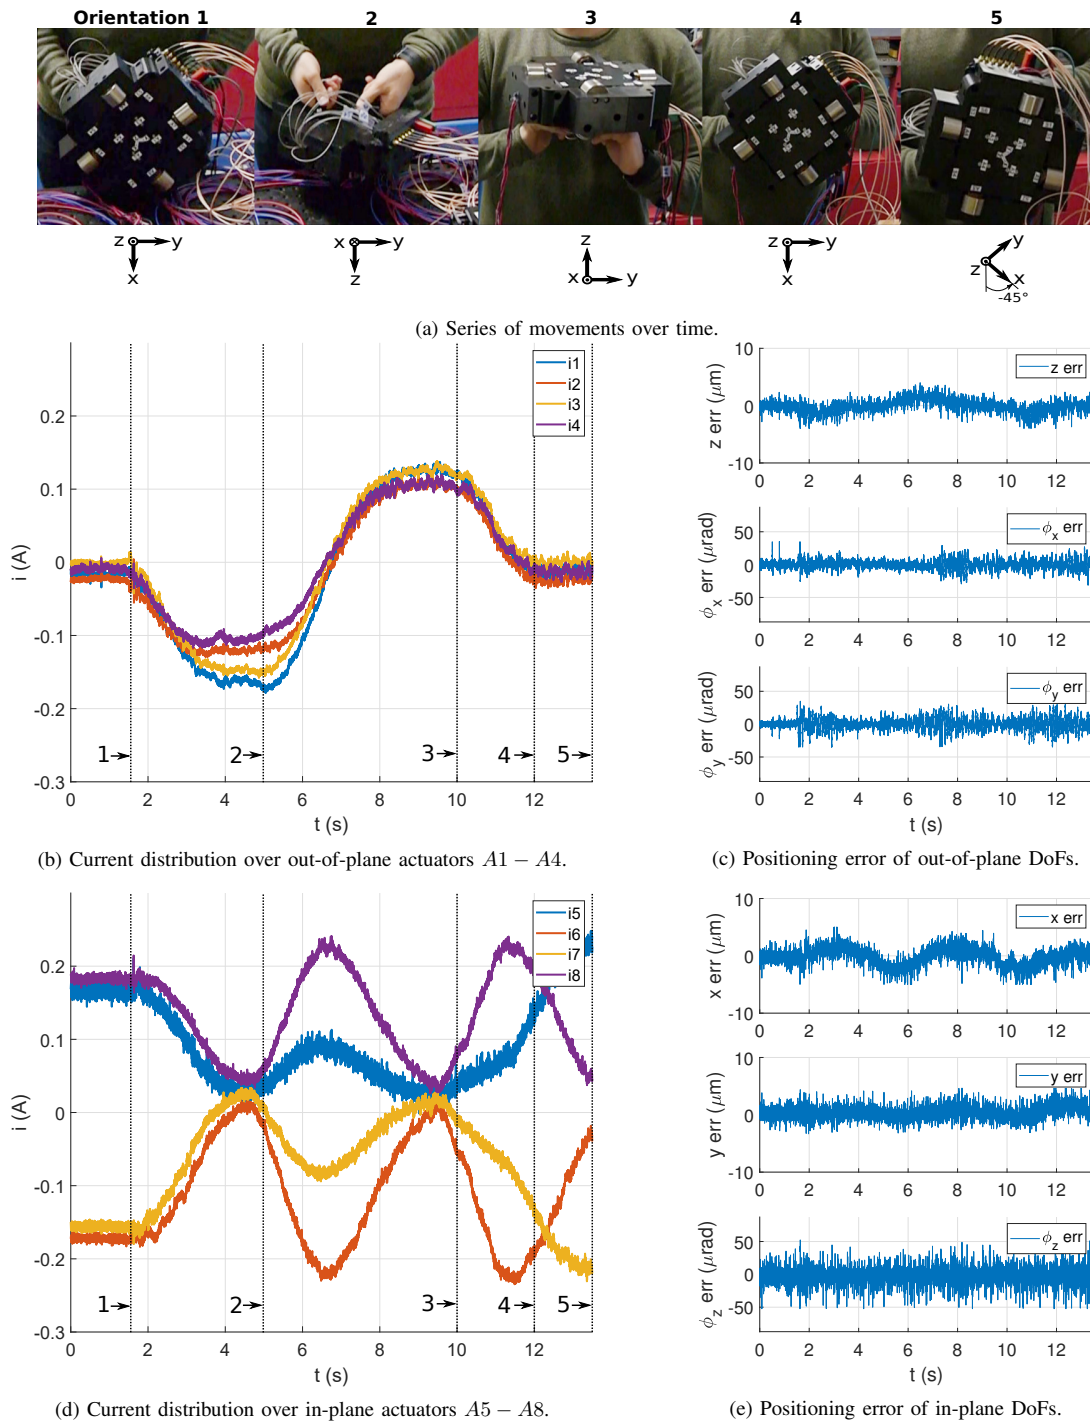 Orientation 1 2 3 4 5
z y x
x y z
z x y
z y x
y z x -45°
(a) Series of movements over time.
i1
i2
i3
i4
0.2
0.1
0
-0.1
-0.2
-0.3
i (A)
1 2 3 4 5
0 2 4 6 8 10 12
t (s)
(b) Current distribution over out-of-plane actuators A1 − A4.
10
0
-10
z err (μm)
z err
0 2 4 6 8 10 12
50
0
-50
ϕx err (μrad)
ϕx err
0 2 4 6 8 10 12
50
0
-50
ϕy err (μrad)
ϕy err
0 2 4 6 8 10 12
t (s)
(c) Positioning error of out-of-plane DoFs.
i5
i6
i7
i8
0.2
0.1
0
-0.1
-0.2
-0.3
i (A)
1 2 3 4 5
0 2 4 6 8 10 12
t (s)
(d) Current distribution over in-plane actuators A5 − A8.
10
0
-10
x err (μm)
x err
0 2 4 6 8 10 12
10
0
-10
y err (μm)
y err
0 2 4 6 8 10 12
50
0
-50
ϕz err (μrad)
ϕz err
0 2 4 6 8 10 12
t (s)
(e) Positioning error of in-plane DoFs.